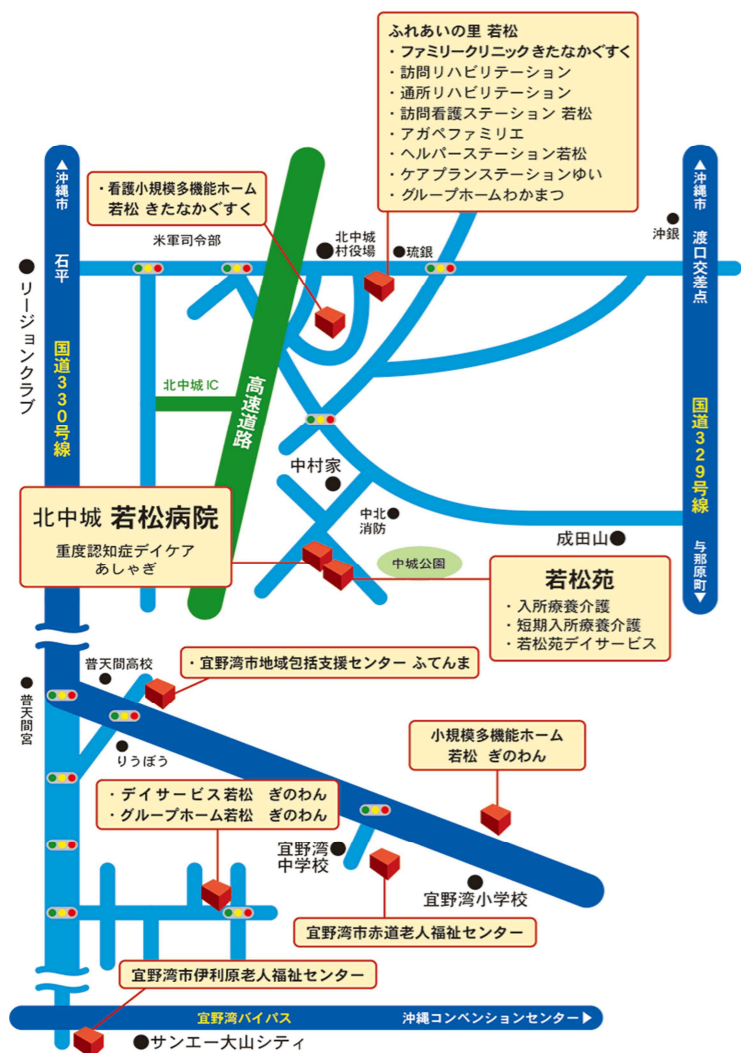 ふれあいの里 若松
・ファミリークリニックきたなかぐすく
・訪問リハビリテーション
・通所リハビリテーション
・訪問看護ステーション 若松
・アガペファミリエ
・ヘルパーステーション若松
・ケアプランステーションゆい
・グループホームわかまつ
▲沖縄市
・看護小規模多機能ホーム
若松 きたなかぐすく
▲沖縄市
米軍司令部
北中城
村役場
琉銀
沖銀
石平
渡口交差点
リージョンクラブ
国道330号線
北中城 IC
高速道路
国道329号線
中村家
中北
消防
成田山
与那原町▼
北中城 若松病院
重度認知症デイケア
あしゃぎ
中城公園
若松苑
・入所療養介護
・短期入所療養介護
・若松苑デイサービス
普天間高校
・宜野湾市地域包括支援センター ふてんま
普天間宮
りうぼう
小規模多機能ホーム
若松 ぎのわん
・デイサービス若松 ぎのわん
・グループホーム若松 ぎのわん
宜野湾
中学校
宜野湾小学校
宜野湾市赤道老人福祉センター
宜野湾市伊利原老人福祉センター
宜野湾バイパス
沖縄コンベンションセンター▶
サンエー大山シティ